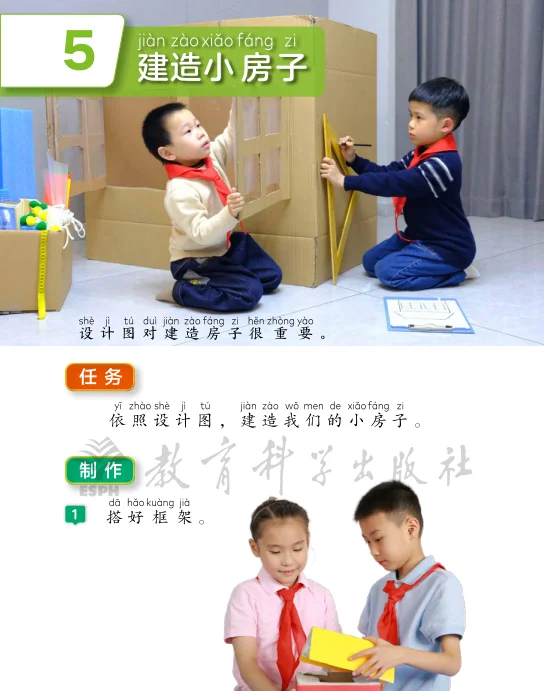 5
jiàn zào xiǎo fáng zi
建造小房子
shè jì tú duì jiàn zào fáng zi hěn zhòng yào
设计图对建造房子很重要。
任务
yī zhào shè jì tú jiàn zào wǒ men de xiǎo fáng zi
依照设计图，建造我们的小房子。
制作
教育科学出版社
ESPH
dā hǎo kuàng jià
1 搭好框架。